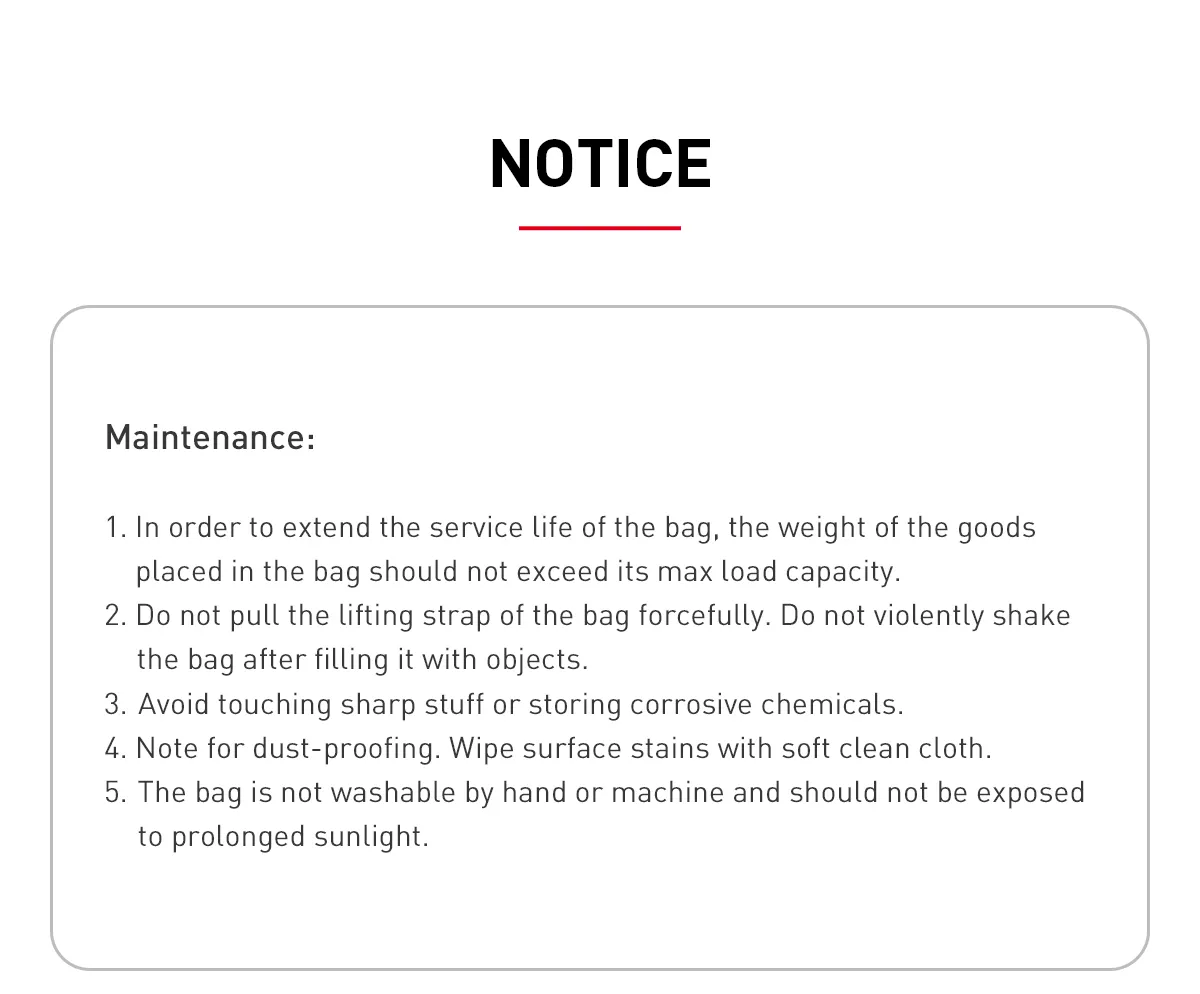 NOTICE
Maintenance:
1. In order to extend the service life of the bag, the weight of the goods
placed in the bag should not exceed its max load capacity.
2. Do not pull the lifting strap of the bag forcefully. Do not violently shake
the bag after filling it with objects.
3. Avoid touching sharp stuff or storing corrosive chemicals.
4. Note for dust-proofing. Wipe surface stains with soft clean cloth.
5. The bag is not washable by hand or machine and should not be exposed
to prolonged sunlight.